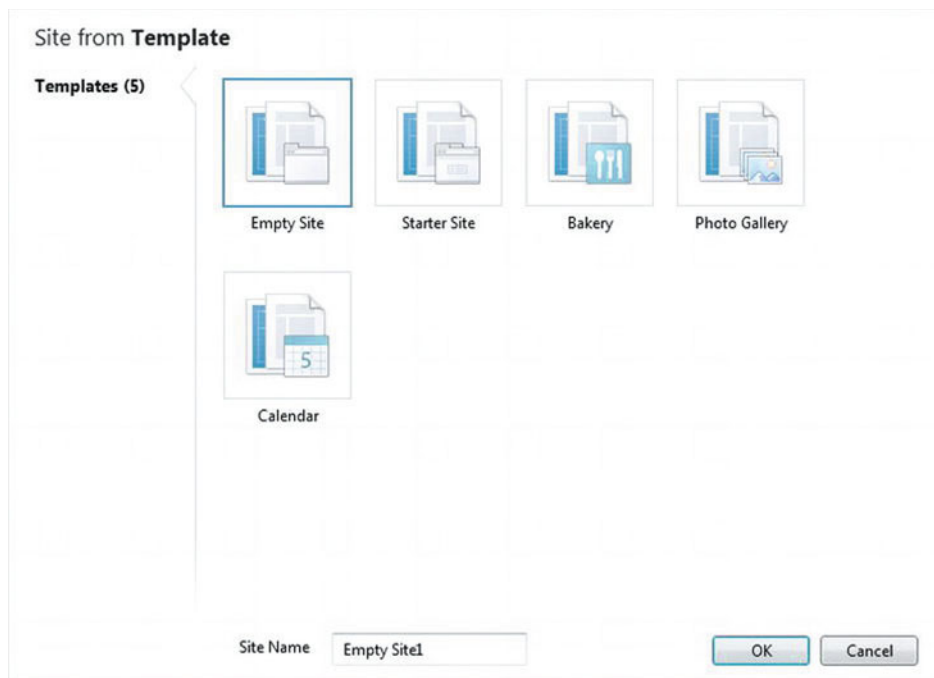 Site from Template
Templates (5)
Empty Site
Starter Site
Bakery
Photo Gallery
5
Calendar
Site Name
Empty Site1
OK
Cancel